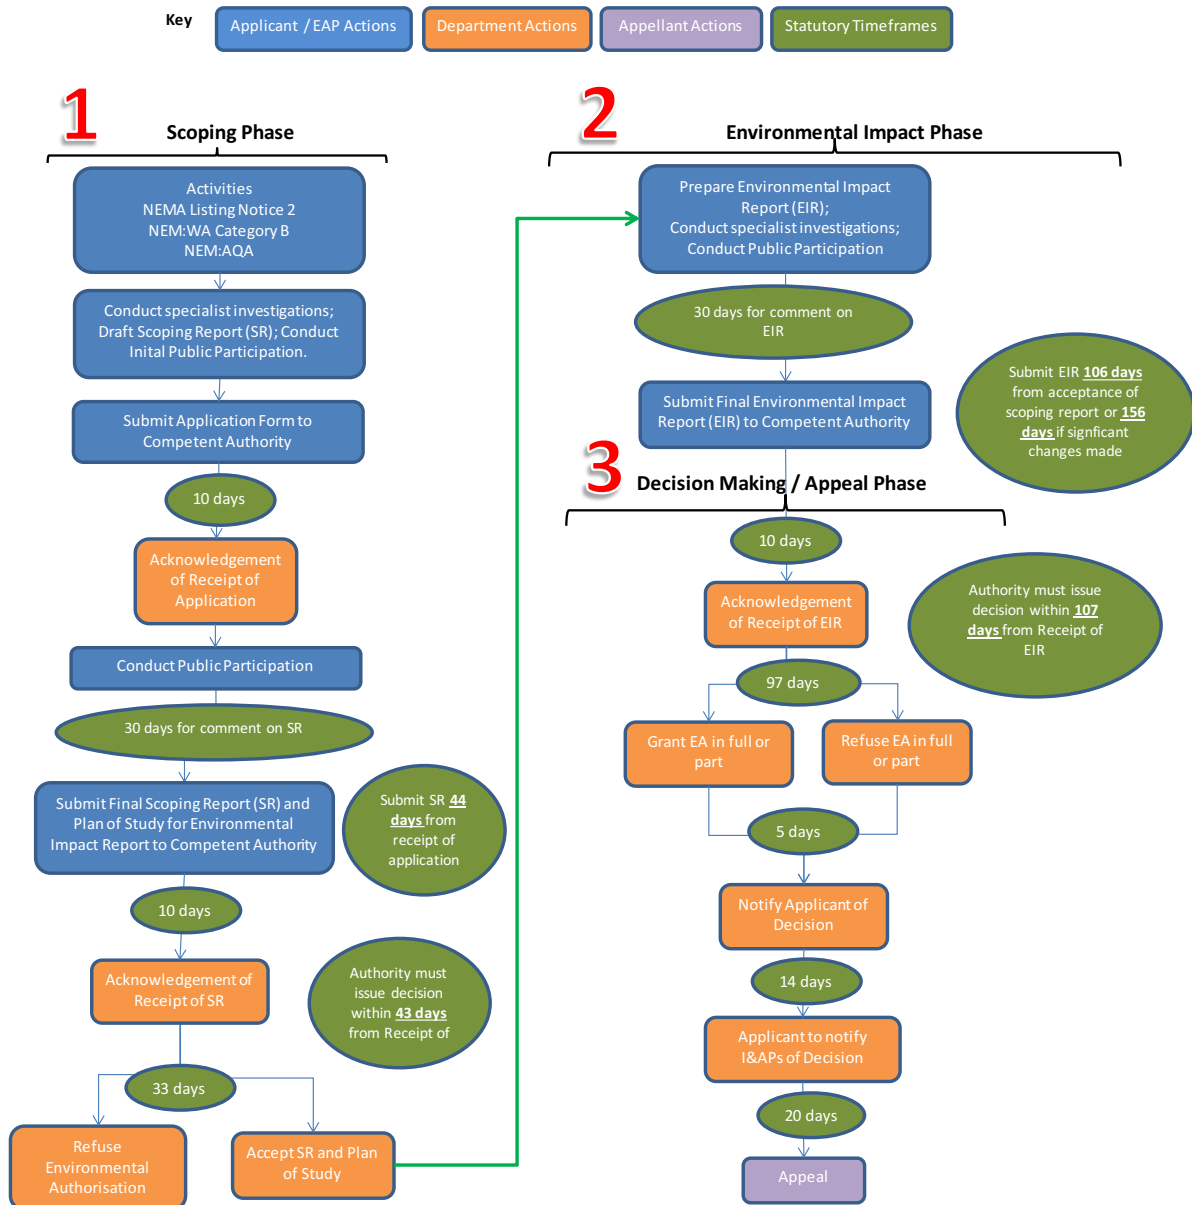 Key
Applicant / EAP Actions
Department Actions
Appellant Actions
Statutory Timeframes
1
Scoping Phase
Activities
NEMA Listing Notice 2
NEM:WA Category B
NEM:AQA
Conduct specialist investigations;
Draft Scoping Report (SR); Conduct
Inital Public Participation.
Submit Application Form to
Competent Authority
10 days
Acknowledgement
of Receipt of
Application
Conduct Public Participation
30 days for comment on SR
Submit Final Scoping Report (SR) and
Plan of Study for Environmental
Impact Report to Competent Authority
Submit SR 44
days from
receipt of
application
10 days
Acknowledgement of
Receipt of SR
Authority must
issue decision
within 43 days
from Receipt of
33 days
Refuse
Environmental
Authorisation
Accept SR and Plan
of Study
2
Environmental Impact Phase
Prepare Environmental Impact
Report (EIR);
Conduct specialist investigations;
Conduct Public Participation
30 days for comment on
EIR
Submit Final Environmental Impact
Report (EIR) to Competent Authority
Submit EIR 106 days
from acceptance of
scoping report or 156
days if signficant
changes made
3
Decision Making / Appeal Phase
10 days
Acknowledgement
of Receipt of EIR
Authority must issue
decision within 107
days from Receipt of
EIR
97 days
Grant EA in full or
part
Refuse EA in full
or part
5 days
Notify Applicant of
Decision
14 days
Applicant to notify
I&APs of Decision
20 days
Appeal